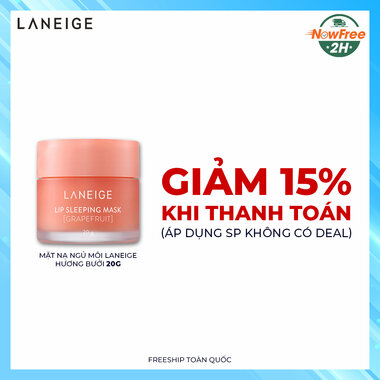 LANEIGE
NowFree
2H
GIẢM 15%
KHI THANH TOÁN
(ÁP DỤNG SP KHÔNG CÓ DEAL)
LANEIGE
LIP SLEEPING MASK
[GRAPEFRUIT]
20 g
MẶT NẠ NGỦ MÔI LANEIGE
HƯƠNG BƯỞI 20G
FREESHIP TOÀN QUỐC